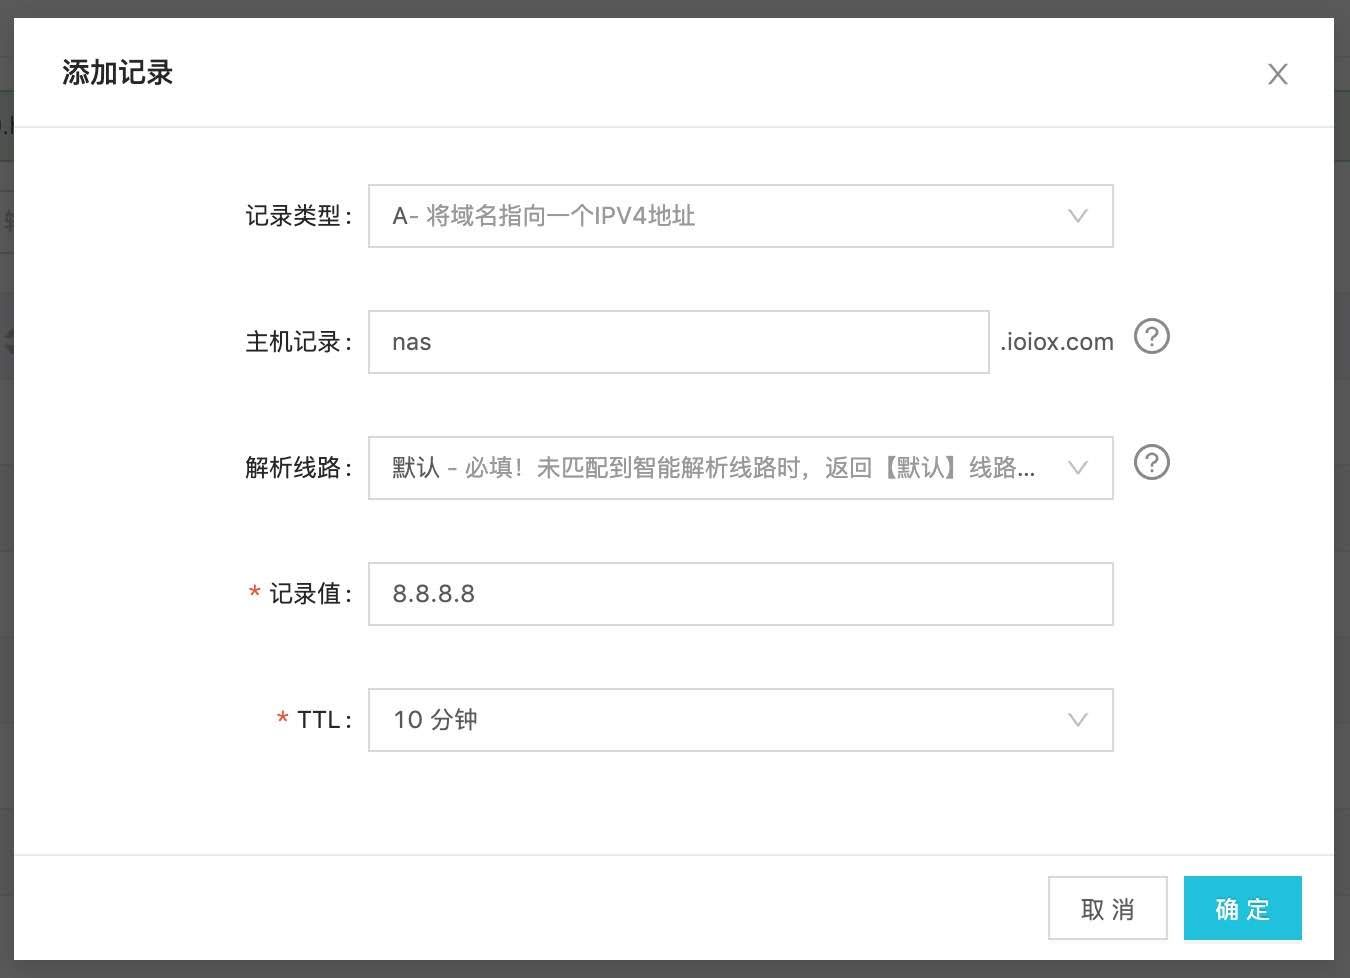 添加记录
记录类型:
A- 将域名指向一个IPV4地址
主机记录:
nas
.ioiox.com
解析线路:
默认 - 必填！未匹配到智能解析线路时，返回【默认】线路...
* 记录值:
8.8.8.8
* TTL:
10 分钟
取 消
确 定